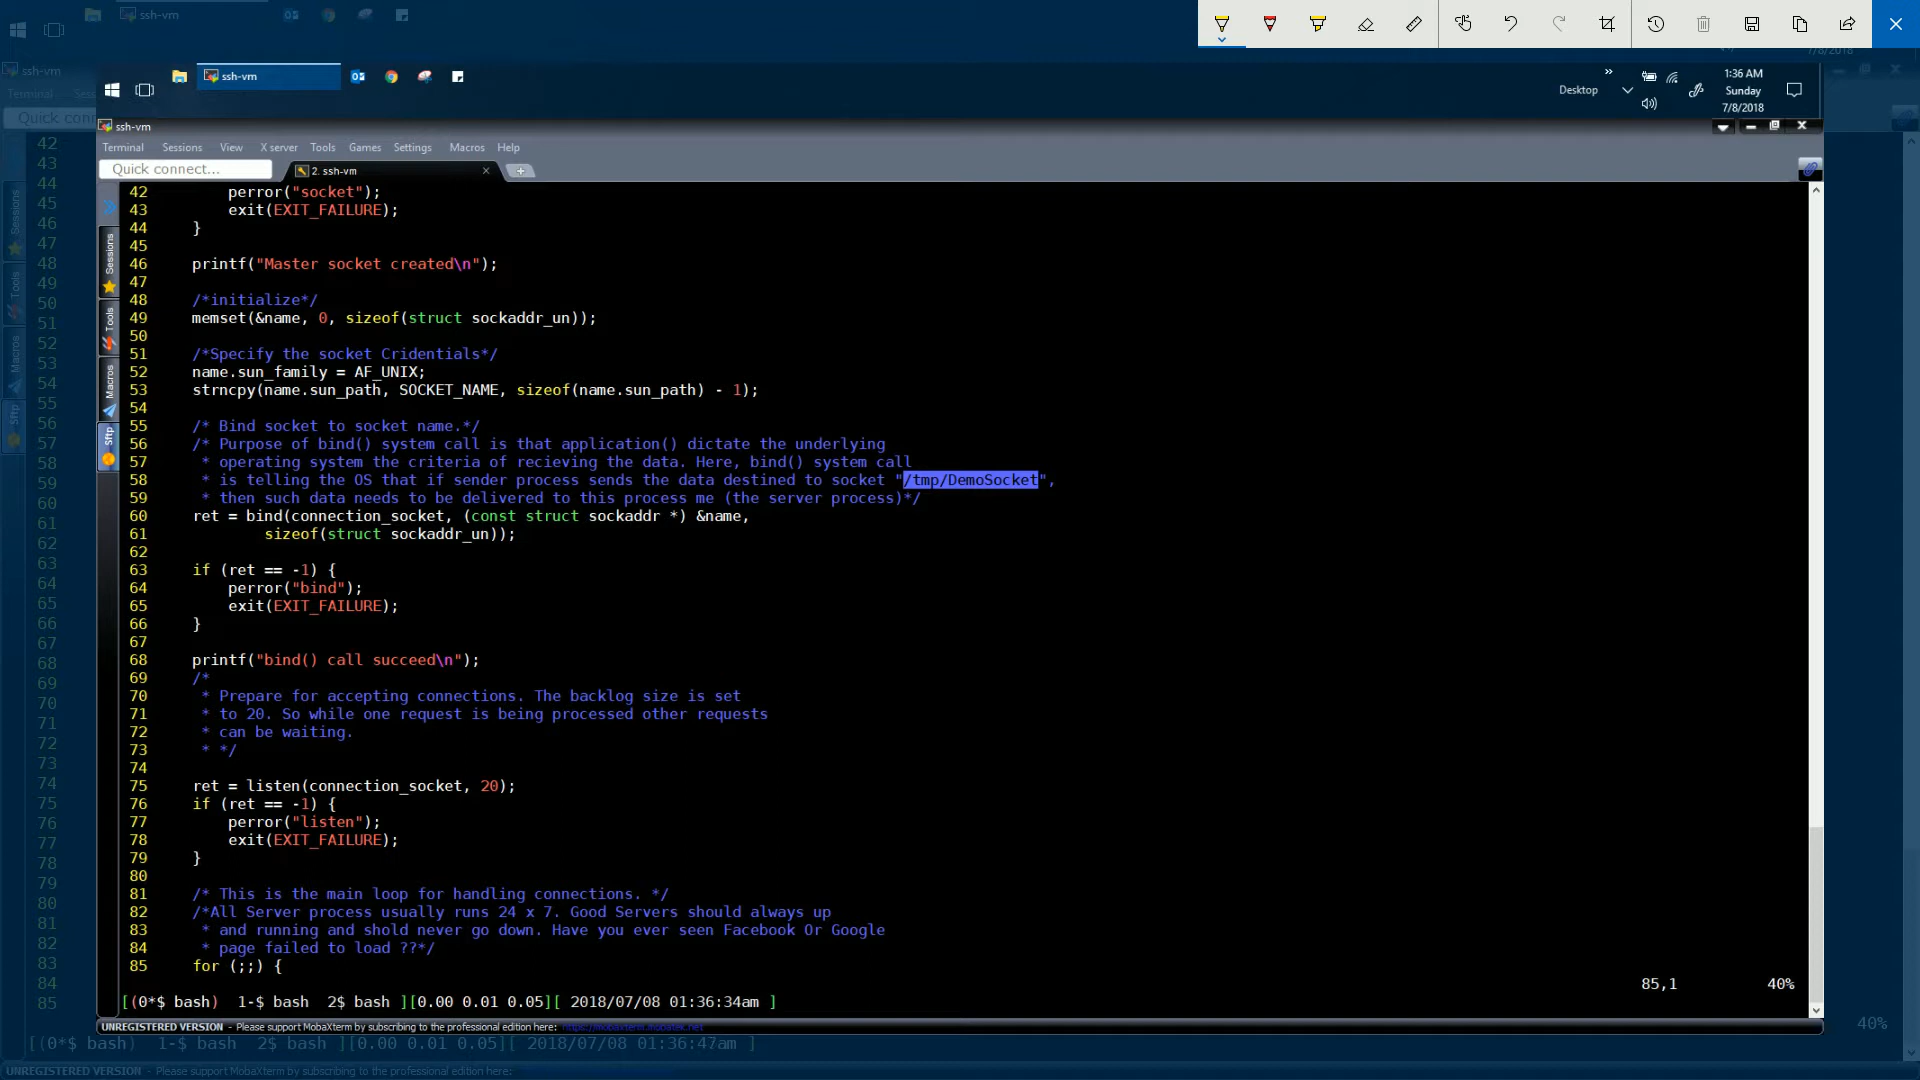 ssh-vm
ssh-vm
Desktop
1:36 AM
Sunday
7/8/2018
ssh-vm
Terminal Sessions View X server Tools Games Settings Macros Help
Quick connect...
2. ssh-vm
Sessions
Tools
Macros
Sftp
42 perror("socket");
43 exit(EXIT_FAILURE);
44 }
45
46 printf("Master socket created\n");
47
48 /*initialize*/
49 memset(&name, 0, sizeof(struct sockaddr_un));
50
51 /*Specify the socket Cridentials*/
52 name.sun_family = AF_UNIX;
53 strncpy(name.sun_path, SOCKET_NAME, sizeof(name.sun_path) - 1);
54
55 /* Bind socket to socket name.*/
56 /* Purpose of bind() system call is that application() dictate the underlying
57 * operating system the criteria of recieving the data. Here, bind() system call
58 * is telling the OS that if sender process sends the data destined to socket "/tmp/DemoSocket",
59 * then such data needs to be delivered to this process me (the server process)*/
60 ret = bind(connection_socket, (const struct sockaddr *) &name,
61 sizeof(struct sockaddr_un));
62
63 if (ret == -1) {
64 perror("bind");
65 exit(EXIT_FAILURE);
66 }
67
68 printf("bind() call succeed\n");
69 /*
70 * Prepare for accepting connections. The backlog size is set
71 * to 20. So while one request is being processed other requests
72 * can be waiting.
73 * */
74
75 ret = listen(connection_socket, 20);
76 if (ret == -1) {
77 perror("listen");
78 exit(EXIT_FAILURE);
79 }
80
81 /* This is the main loop for handling connections. */
82 /*All Server process usually runs 24 x 7. Good Servers should always up
83 * and running and shold never go down. Have you ever seen Facebook Or Google
84 * page failed to load ??*/
85 for (;;) {
85,1 40%
[(0*$ bash) 1-$ bash 2$ bash ][0.00 0.01 0.05][ 2018/07/08 01:36:34am ]
UNREGISTERED VERSION - Please support MobaXterm by subscribing to the professional edition here: https://mobaxterm.mobatek.net
40%
[(0*$ bash) 1-$ bash 2$ bash ][0.00 0.01 0.05][ 2018/07/08 01:36:47am ]
UNREGISTERED VERSION - Please support MobaXterm by subscribing to the professional edition here: